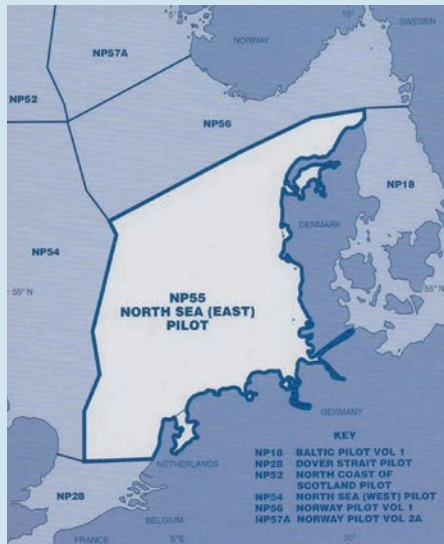 5°
10°
SWEDEN
NORWAY
NP57A
NP52
NP56
NP18
DENMARK
NP54
55° N
55° N
NP55
NORTH SEA (EAST)
PILOT
GERMANY
KEY
NP18 BALTIC PILOT VOL 1
NP28 DOVER STRAIT PILOT
NP52 NORTH COAST OF
SCOTLAND PILOT
NP54 NORTH SEA (WEST) PILOT
NP56 NORWAY PILOT VOL 1
NP57A NORWAY PILOT VOL 2A
NETHERLANDS
NP28
BELGIUM
FRANCE
5°E
10°